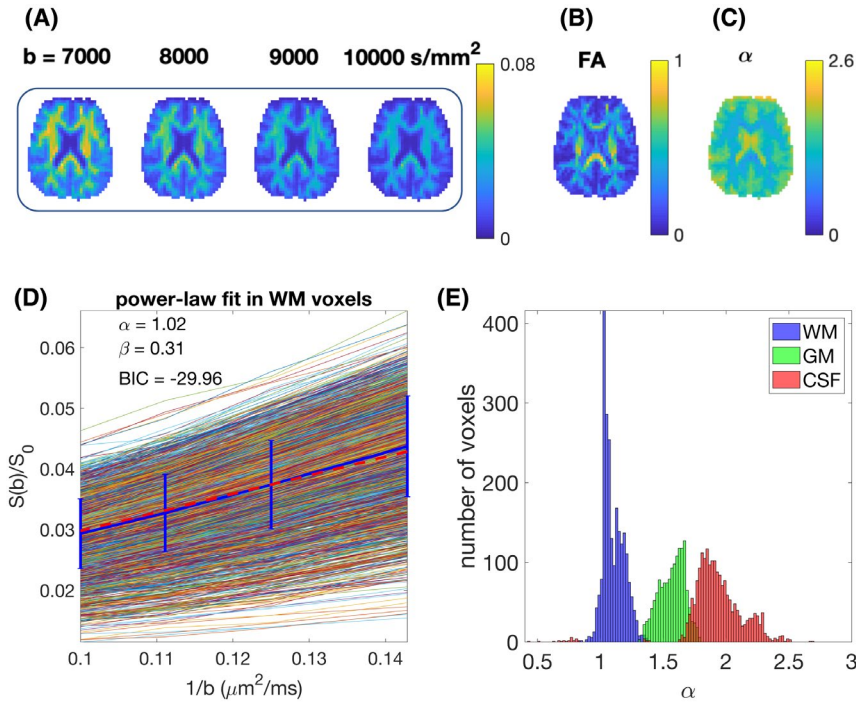 (A)
b = 7000 8000 9000 10000 s/mm²
0.08
0
(B)
FA
1
0
(C)
α
2.6
0
(D)
power-law fit in WM voxels
α = 1.02
β = 0.31
BIC = -29.96
S(b)/S₀
0.06
0.05
0.04
0.03
0.02
0.1 0.11 0.12 0.13 0.14
1/b (μm²/ms)
(E)
number of voxels
400
300
200
100
0
0.5 1 1.5 2 2.5 3
α
WM
GM
CSF